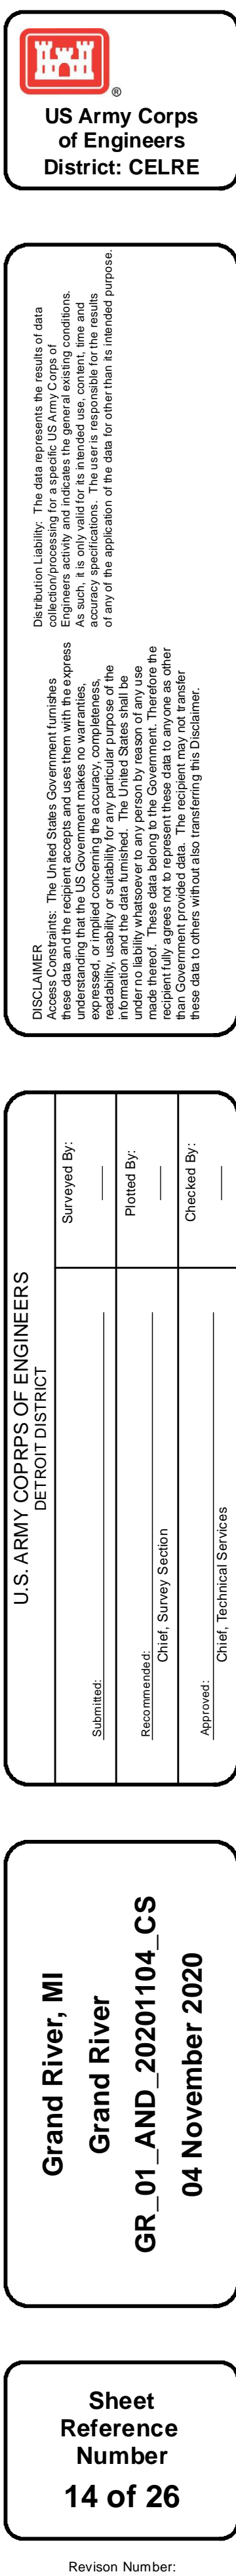 ®
US Army Corps
of Engineers
District: CELRE
DISCLAIMER
Access Constraints: The United States Government furnishes
these data and the recipient accepts and uses them with the express
understanding that the US Government makes no warranties,
expressed, or implied concerning the accuracy, completeness,
readability, usability or suitability for any particular purpose of the
information and the data furnished. The United States shall be
under no liability whatsoever to any person by reason of any use
made thereof. These data belong to the Government. Therefore the
recipient fully agrees not to represent these data to anyone as other
than Government provided data. The recipient may not transfer
these data to others without also transferring this Disclaimer.
Distribution Liability: The data represents the results of data
collection/processing for a specific US Army Corps of
Engineers activity and indicates the general existing conditions.
As such, it is only valid for its intended use, content, time and
accuracy specifications. The user is responsible for the results
of any of the application of the data for other than its intended purpose.
U.S. ARMY COPRPS OF ENGINEERS
DETROIT DISTRICT
Submitted:
Surveyed By:
Recommended:
Chief, Survey Section
Plotted By:
Approved:
Chief, Technical Services
Checked By:
Grand River, MI
Grand River
GR_01_AND_20201104_CS
04 November 2020
Sheet
Reference
Number
14 of 26
Revison Number: